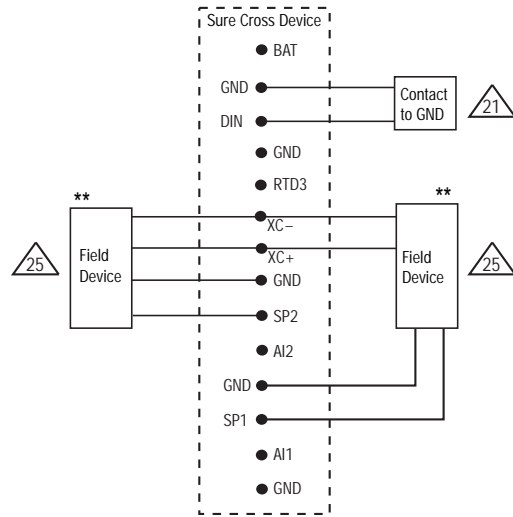 Sure Cross Device
BAT
GND
DIN
Contact
to GND
21
GND
RTD3
**
**
XC–
XC+
25
Field
Device
Field
Device
25
GND
SP2
AI2
GND
SP1
AI1
GND